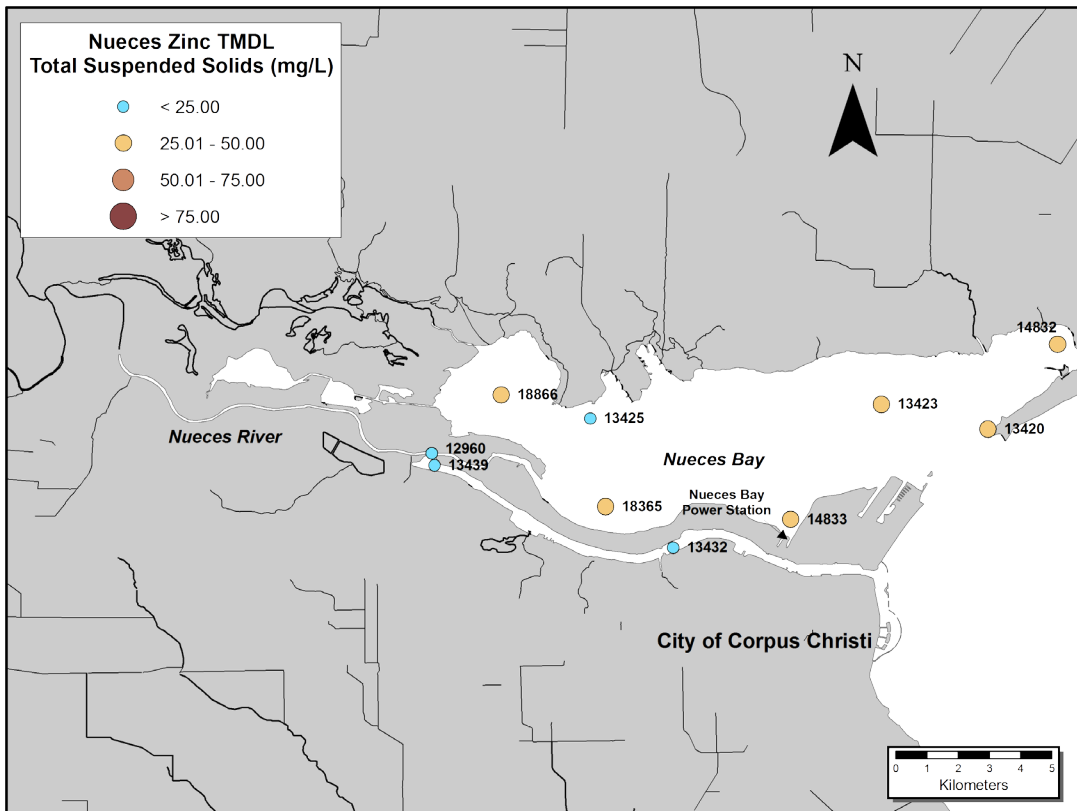 Nueces Zinc TMDL
Total Suspended Solids (mg/L)
< 25.00
25.01 - 50.00
50.01 - 75.00
> 75.00
N
14832
18866
13425
13423
13420
Nueces River
12960
13439
Nueces Bay
18365
Nueces Bay
Power Station
14833
13432
City of Corpus Christi
0 1 2 3 4 5
Kilometers